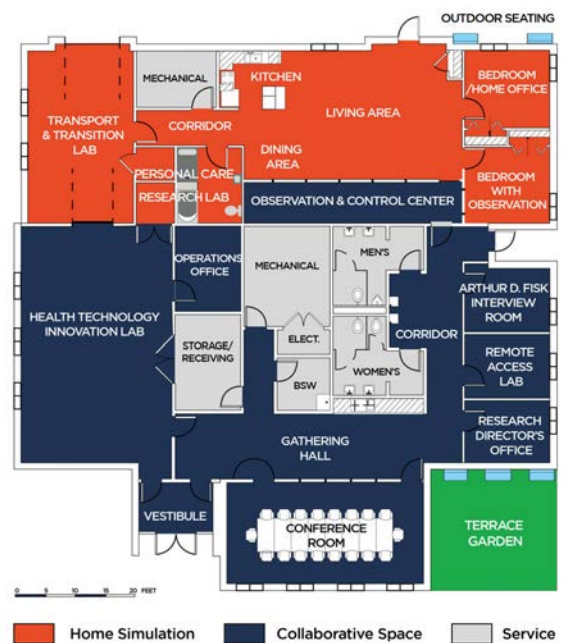 OUTDOOR SEATING
MECHANICAL
KITCHEN
BEDROOM
/HOME OFFICE
TRANSPORT
& TRANSITION
LAB
LIVING AREA
CORRIDOR
DINING
AREA
PERSONAL CARE
RESEARCH LAB
BEDROOM
WITH
OBSERVATION
OBSERVATION & CONTROL CENTER
OPERATIONS
OFFICE
MECHANICAL
MEN'S
HEALTH TECHNOLOGY
INNOVATION LAB
ARTHUR D. FISK
INTERVIEW
ROOM
CORRIDOR
STORAGE/
RECEIVING
ELECT.
REMOTE
ACCESS
LAB
BSW
WOMEN'S
RESEARCH
DIRECTOR'S
OFFICE
GATHERING
HALL
VESTIBULE
CONFERENCE
ROOM
TERRACE
GARDEN
0 5 10 15 20 FEET
Home Simulation
Collaborative Space
Service